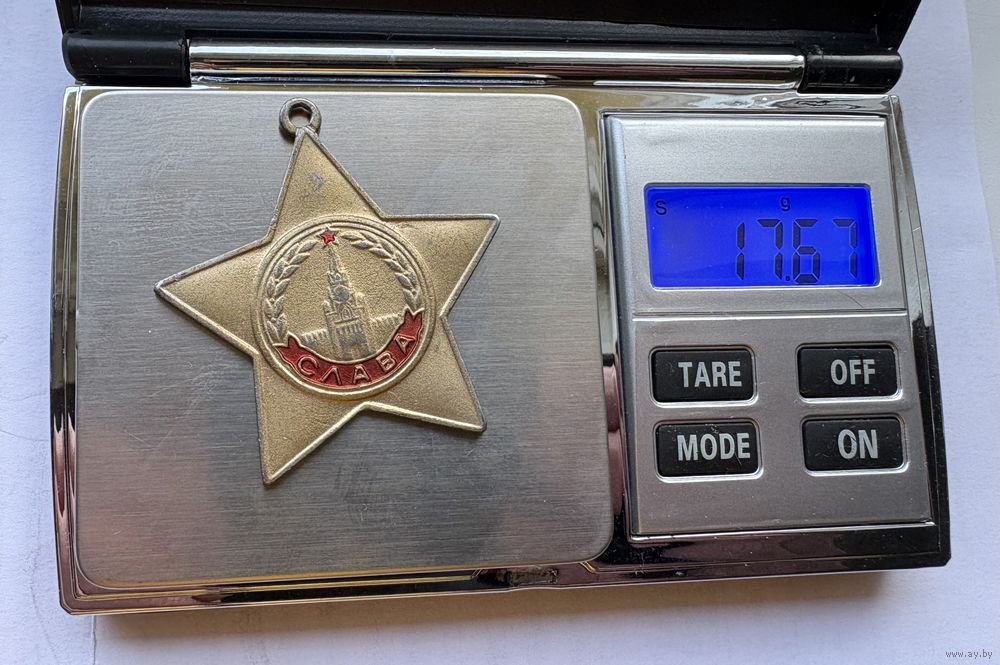 S g
17.67
TARE OFF
MODE ON
СЛАВА
www.ay.by